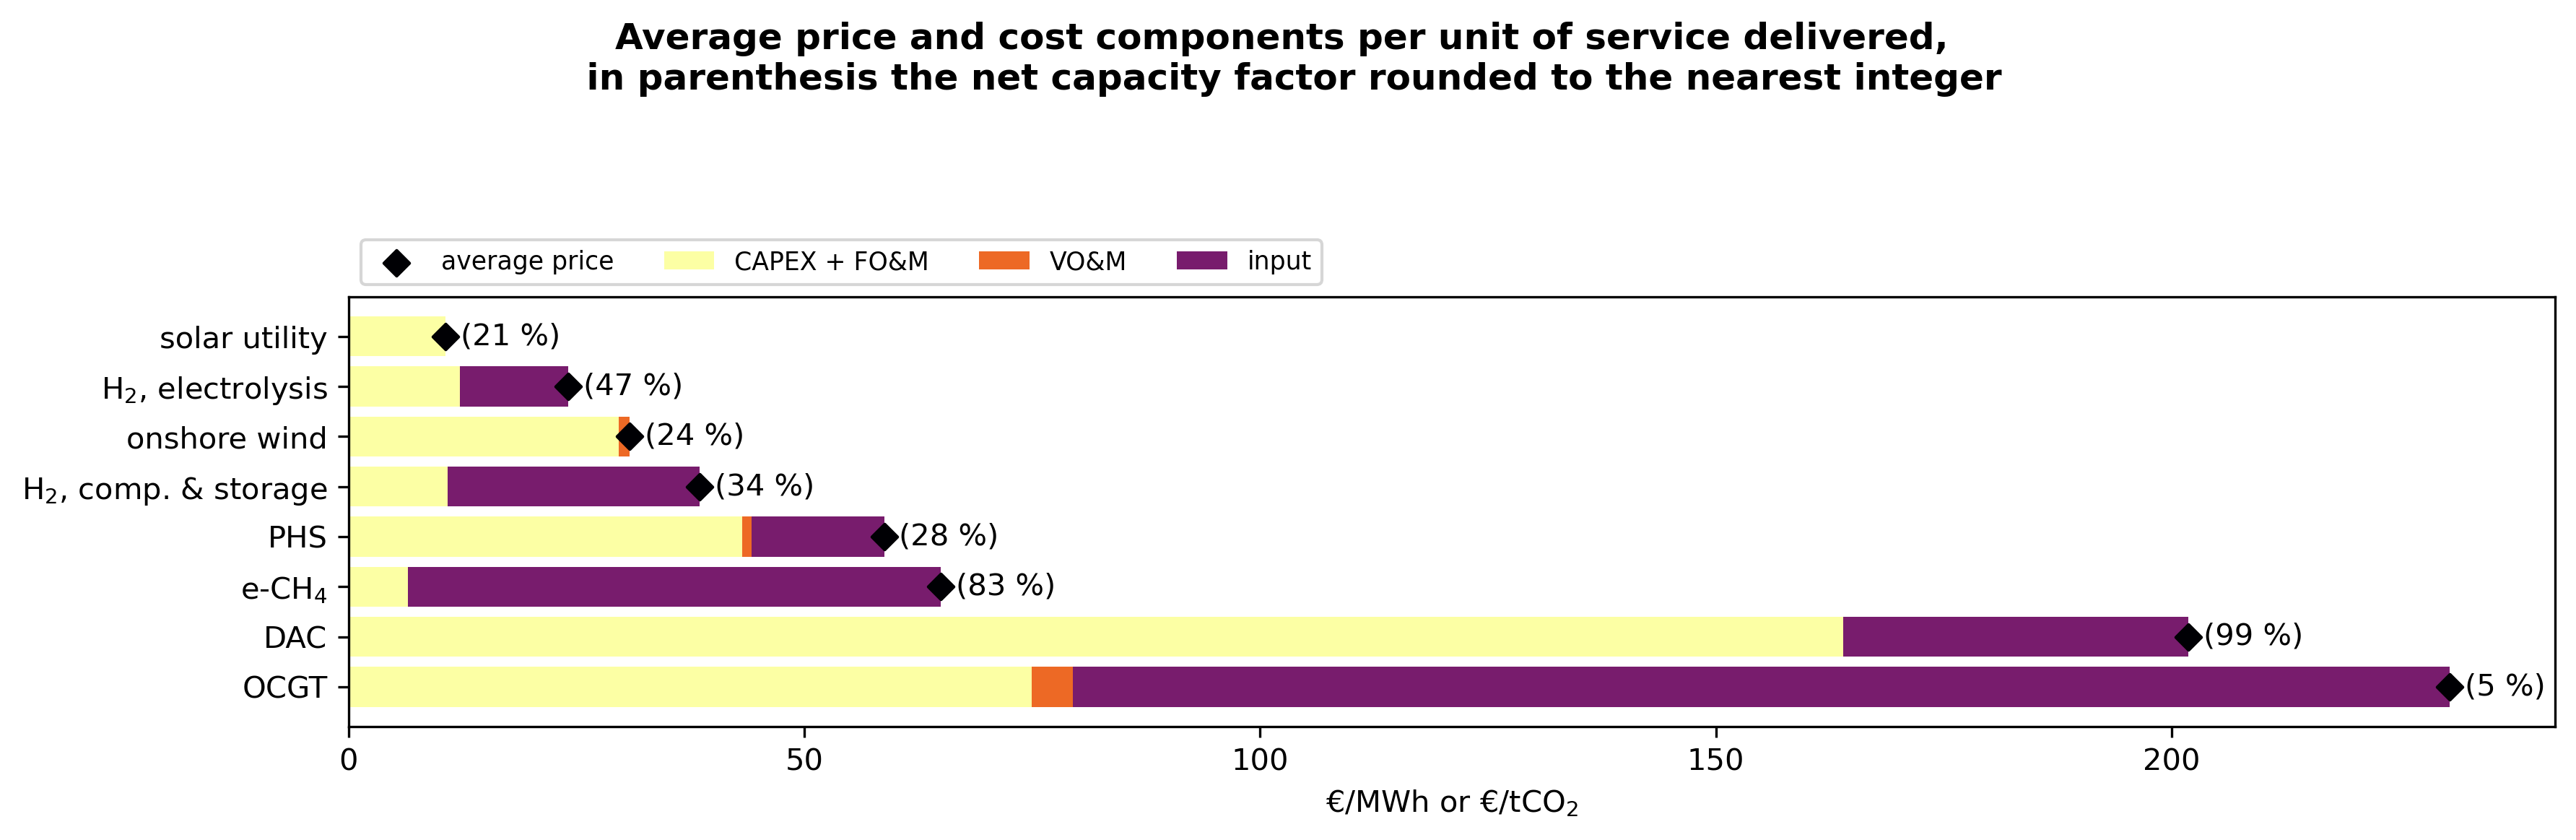 Average price and cost components per unit of service delivered,
in parenthesis the net capacity factor rounded to the nearest integer
average price CAPEX + FO&M VO&M input
solar utility (21 %)
H₂, electrolysis (47 %)
onshore wind (24 %)
H₂, comp. & storage (34 %)
PHS (28 %)
e-CH₄ (83 %)
DAC (99 %)
OCGT (5 %)
0 50 100 150 200
€/MWh or €/tCO₂